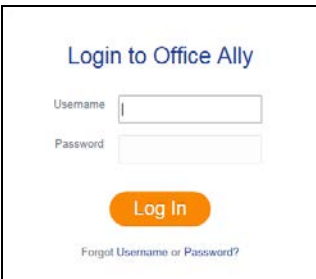 Login to Office Ally
Username
Password
Log In
Forgot Username or Password?